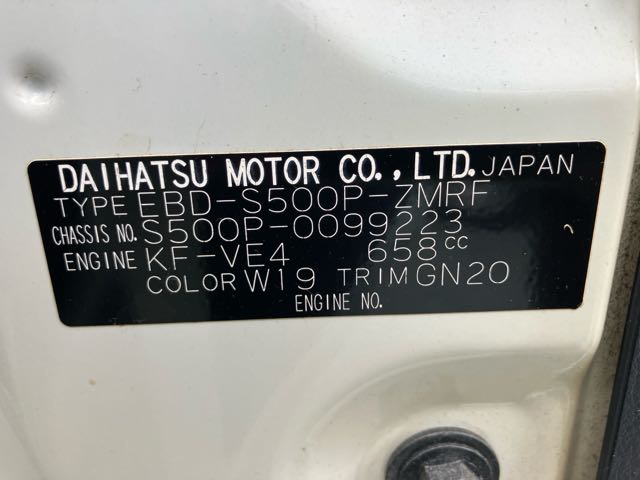 DAIHATSU MOTOR CO., LTD. JAPAN
TYPE EBD-S500P-ZMRF
CHASSIS NO. S500P-0099223
ENGINE KF-VE4 658cc
COLOR W19 TRIM GN20
ENGINE NO.